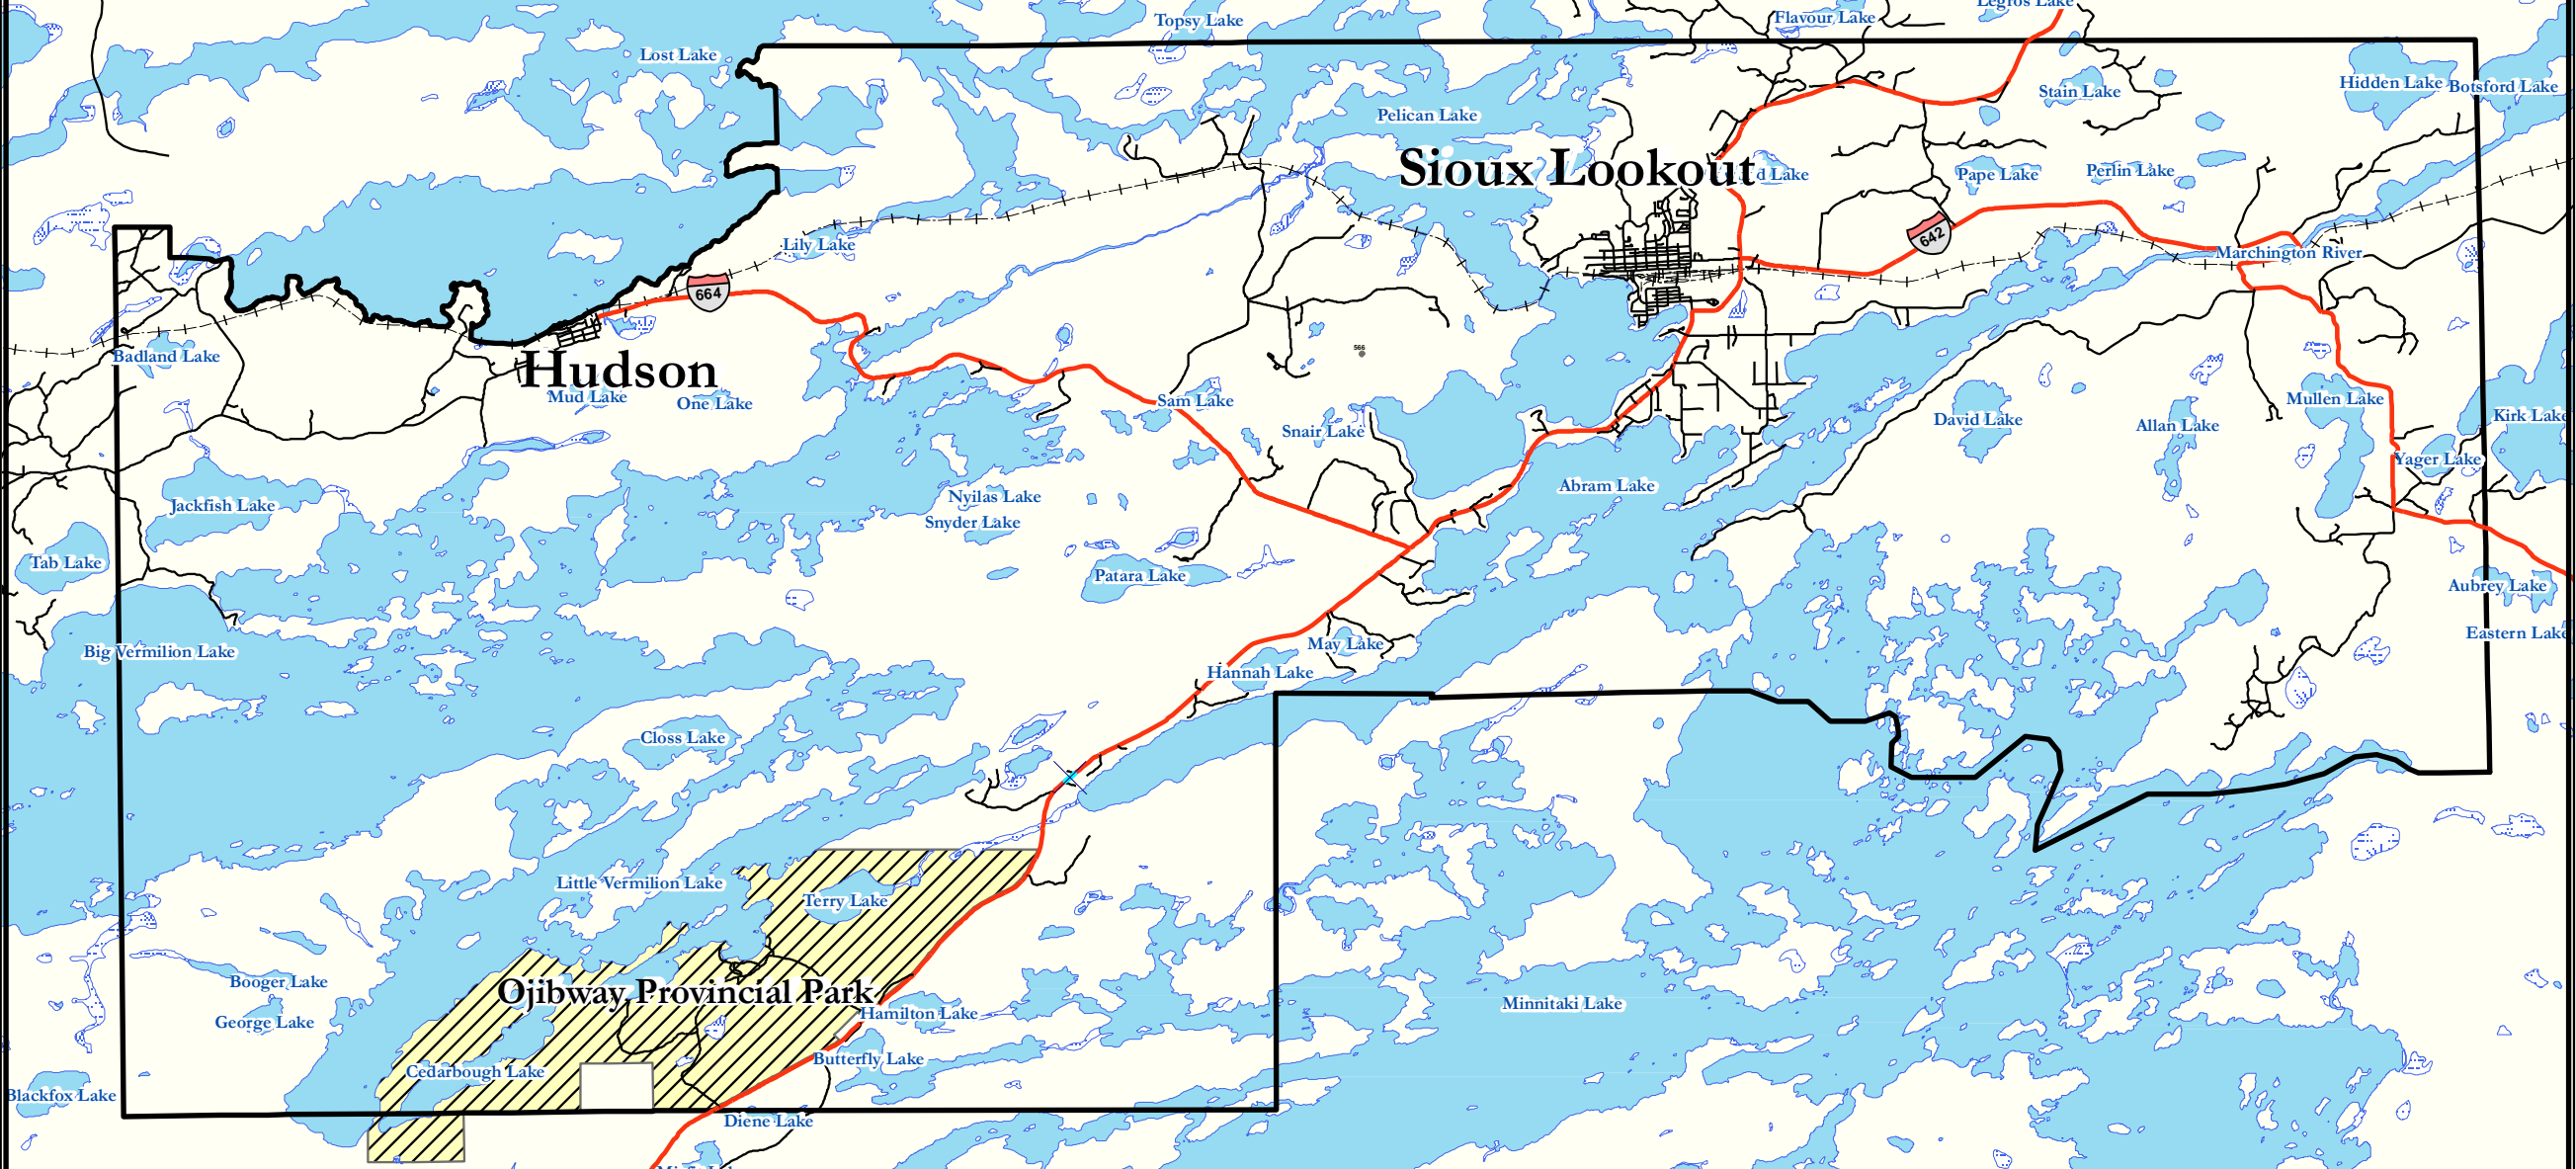 Legros Lake
Topsy Lake
Flavour Lake
Lost Lake
Hidden Lake
Botsford Lake
Stain Lake
Pelican Lake
Sioux Lookout
d Lake
Pape Lake
Perlin Lake
Lily Lake
642
Marchington River
664
566
Badland Lake
Hudson
Mud Lake
One Lake
Sam Lake
Mullen Lake
Kirk Lake
David Lake
Allan Lake
Snair Lake
Yager Lake
Abram Lake
Nyilas Lake
Jackfish Lake
Snyder Lake
Tab Lake
Patara Lake
Aubrey Lake
Eastern Lake
May Lake
Big Vermilion Lake
Hannah Lake
Closs Lake
Little Vermilion Lake
Terry Lake
Booger Lake
Ojibway Provincial Park
Minnitaki Lake
Hamilton Lake
George Lake
Butterfly Lake
Cedarbough Lake
Blackfox Lake
Diene Lake